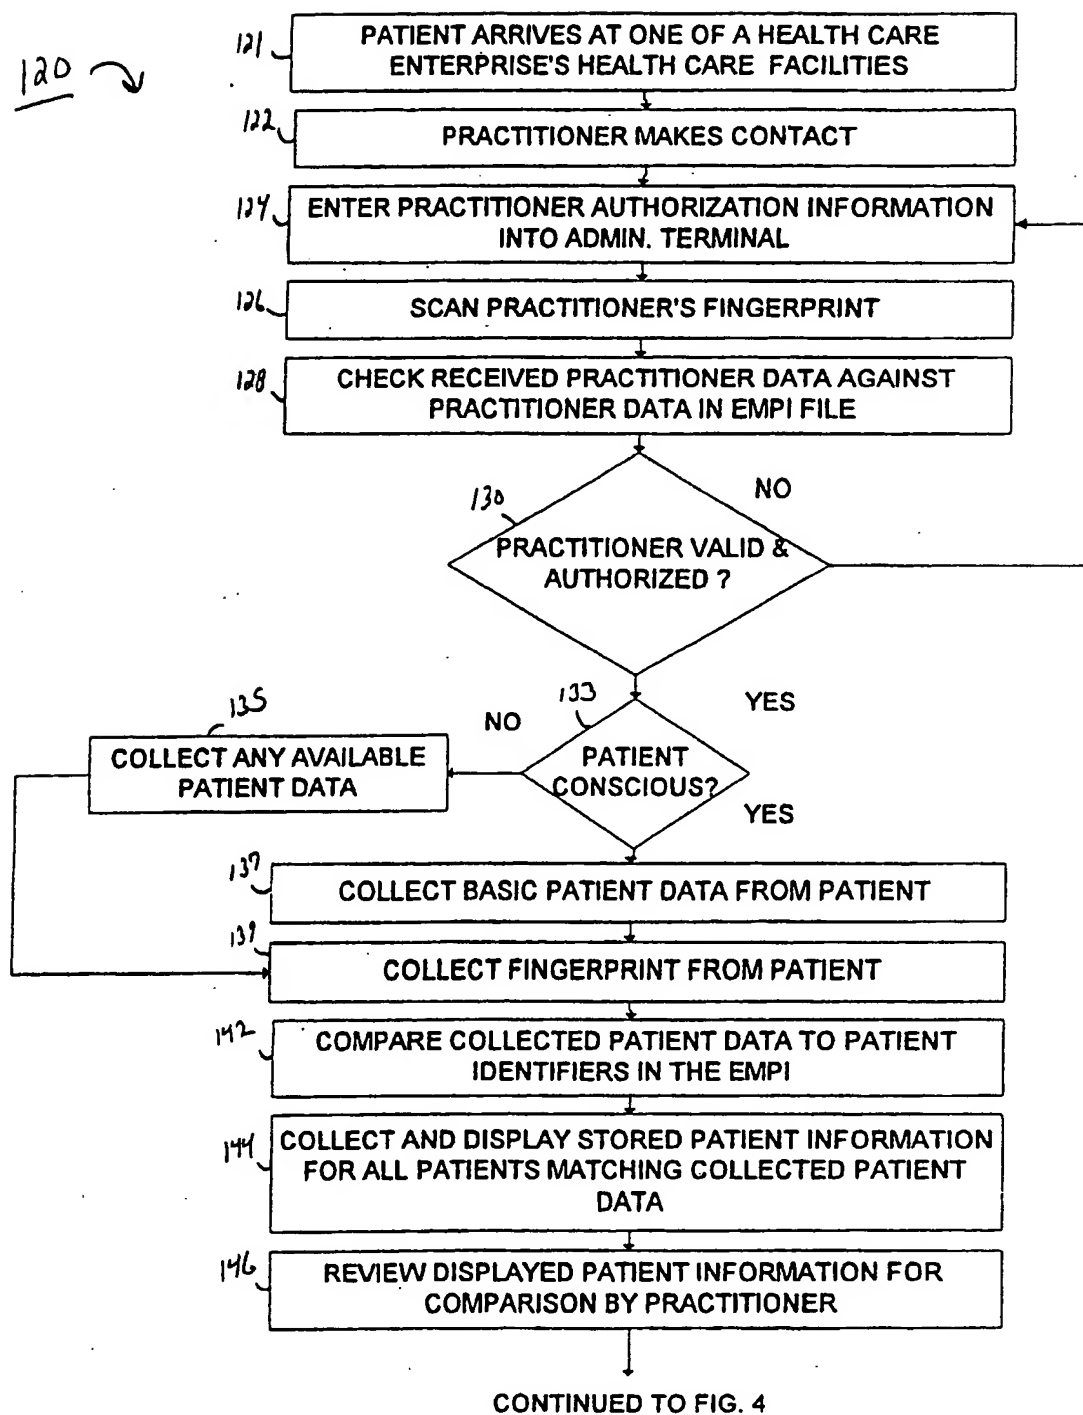 120
121
PATIENT ARRIVES AT ONE OF A HEALTH CARE
ENTERPRISE'S HEALTH CARE FACILITIES
122
PRACTITIONER MAKES CONTACT
124
ENTER PRACTITIONER AUTHORIZATION INFORMATION
INTO ADMIN. TERMINAL
126
SCAN PRACTITIONER'S FINGERPRINT
128
CHECK RECEIVED PRACTITIONER DATA AGAINST
PRACTITIONER DATA IN EMPI FILE
130
NO
PRACTITIONER VALID &
AUTHORIZED ?
YES
133
NO
135
PATIENT
CONSCIOUS?
COLLECT ANY AVAILABLE
PATIENT DATA
YES
137
COLLECT BASIC PATIENT DATA FROM PATIENT
139
COLLECT FINGERPRINT FROM PATIENT
142
COMPARE COLLECTED PATIENT DATA TO PATIENT
IDENTIFIERS IN THE EMPI
144
COLLECT AND DISPLAY STORED PATIENT INFORMATION
FOR ALL PATIENTS MATCHING COLLECTED PATIENT
DATA
146
REVIEW DISPLAYED PATIENT INFORMATION FOR
COMPARISON BY PRACTITIONER
CONTINUED TO FIG. 4